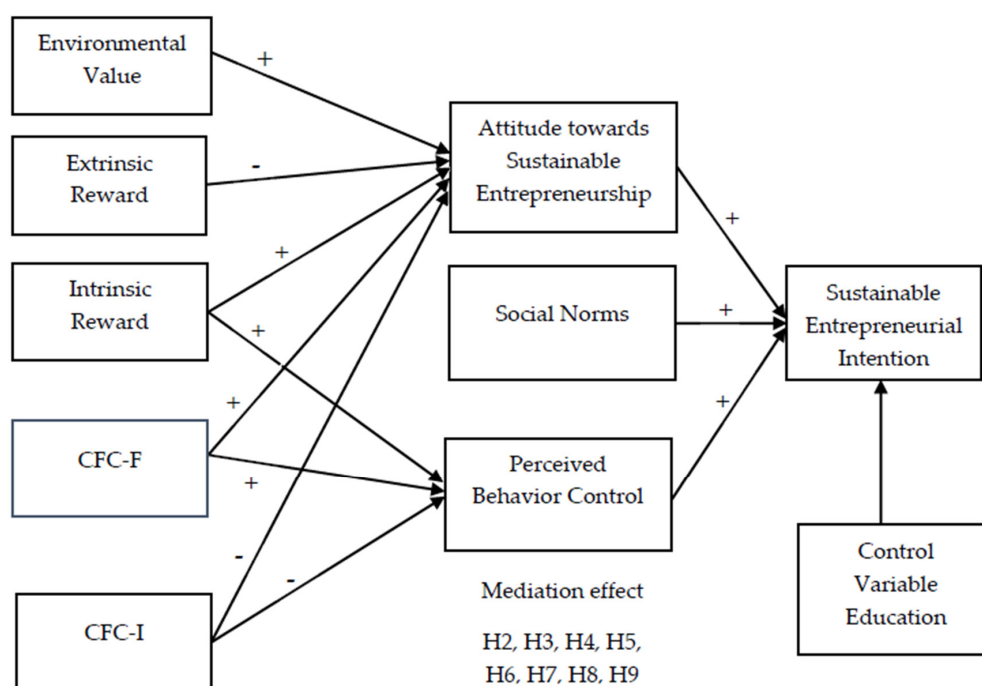 Environmental
Value
+
Extrinsic
Reward
-
Attitude towards
Sustainable
Entrepreneurship
+
Intrinsic
Reward
+
+
Social Norms
+
Sustainable
Entrepreneurial
Intention
CFC-F
+
+
Perceived
Behavior Control
+
CFC-I
-
-
Mediation effect
H2, H3, H4, H5,
H6, H7, H8, H9
Control
Variable
Education